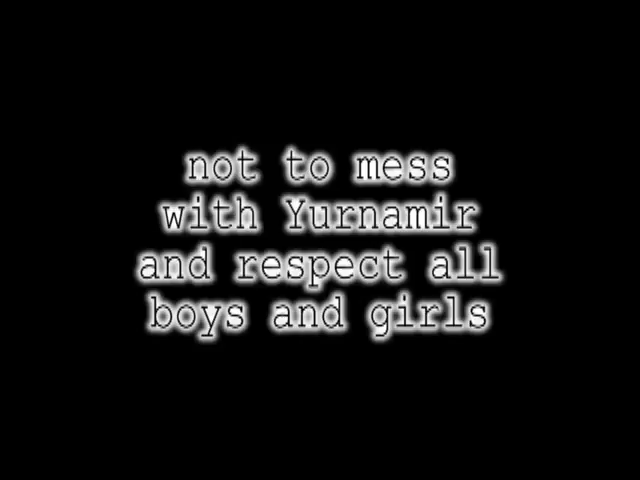 not to mess
with Yurnamir
and respect all
boys and girls